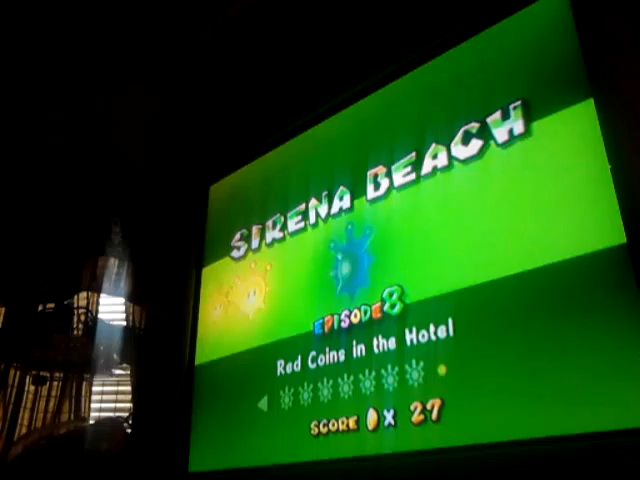 SIRENA BEACH
EPISODE 8
Red Coins in the Hotel
SCORE x 27